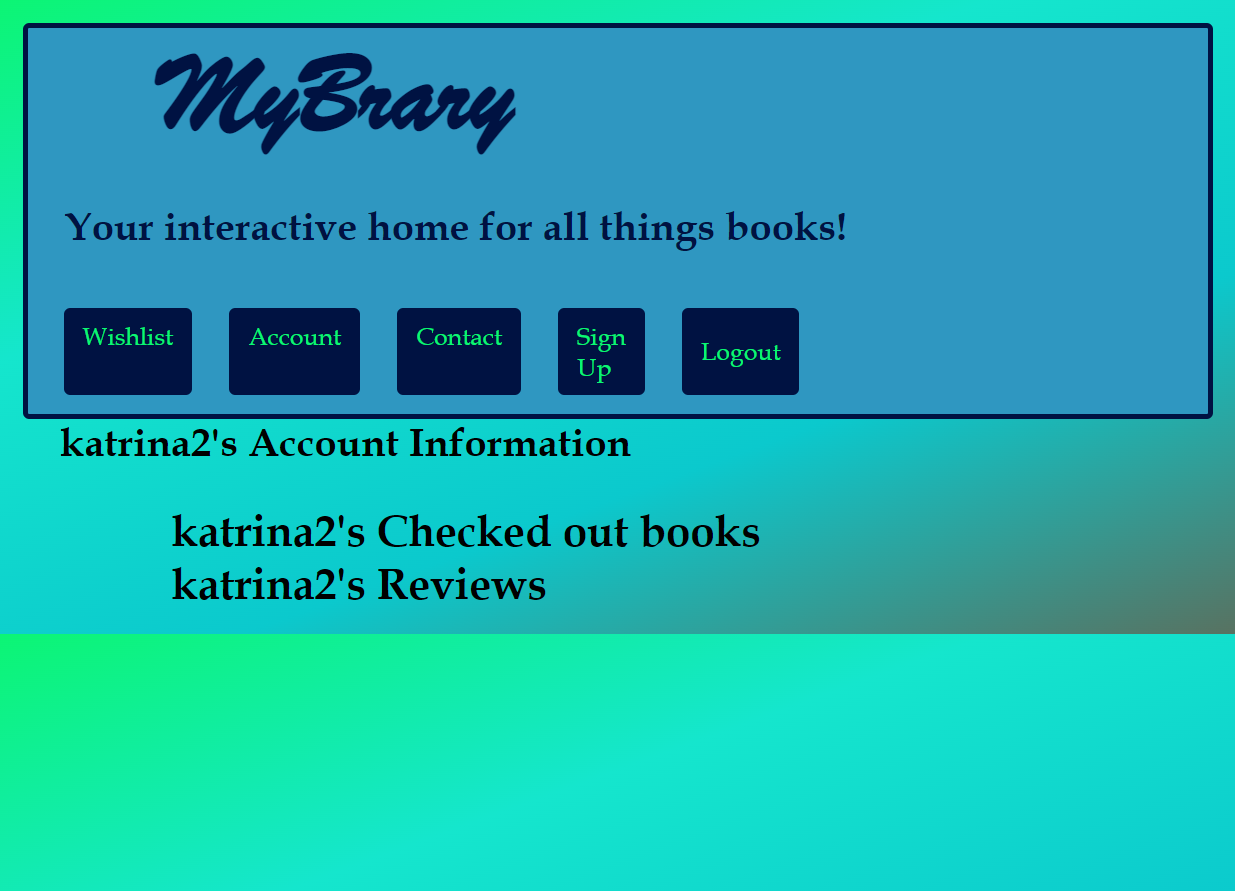 MyBrary
Your interactive home for all things books!
Wishlist Account Contact Sign Up Logout
katrina2's Account Information
katrina2's Checked out books
katrina2's Reviews